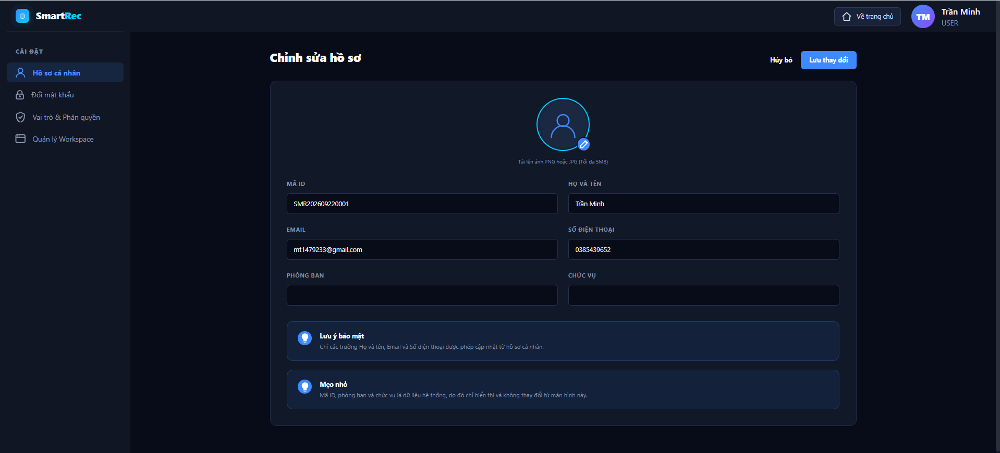 SmartRec
Về trang chủ
TM
Trần Minh
USER
CÀI ĐẶT
Hồ sơ cá nhân
Đổi mật khẩu
Vai trò & Phân quyền
Quản lý Workspace
Chỉnh sửa hồ sơ
Hủy bỏ
Lưu thay đổi
Tải lên ảnh PNG hoặc JPG (Tối đa 5MB)
MÃ ID
HỌ VÀ TÊN
SMR202609220001
Trần Minh
EMAIL
SỐ ĐIỆN THOẠI
mt1479233@gmail.com
0385439652
PHÒNG BAN
CHỨC VỤ
Lưu ý bảo mật
Chỉ các trường Họ và tên, Email và Số điện thoại được phép cập nhật từ hồ sơ cá nhân.
Mẹo nhỏ
Mã ID, phòng ban và chức vụ là dữ liệu hệ thống, do đó chỉ hiển thị và không thay đổi từ màn hình này.